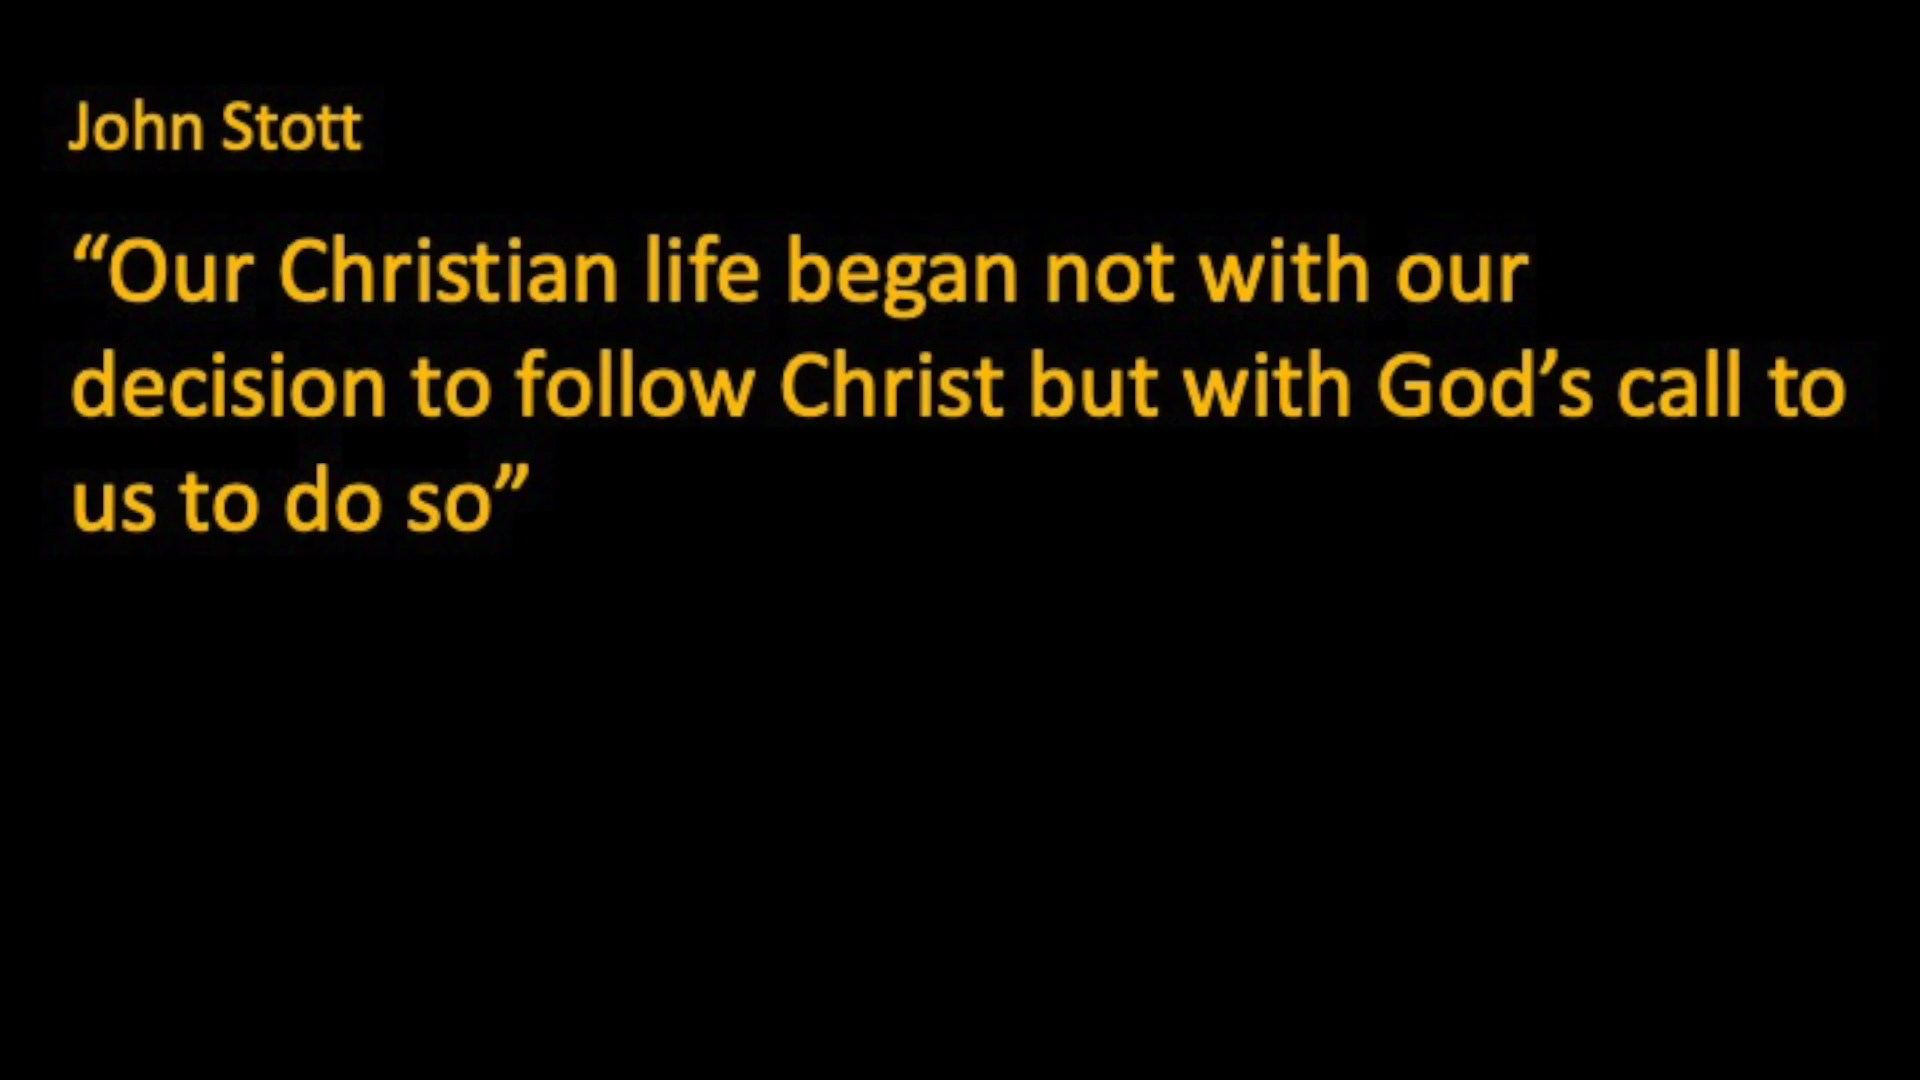 John Stott
“Our Christian life began not with our
decision to follow Christ but with God’s call to
us to do so”